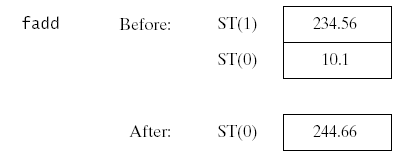 fadd Before: ST(1) 234.56
ST(0) 10.1
After: ST(0) 244.66